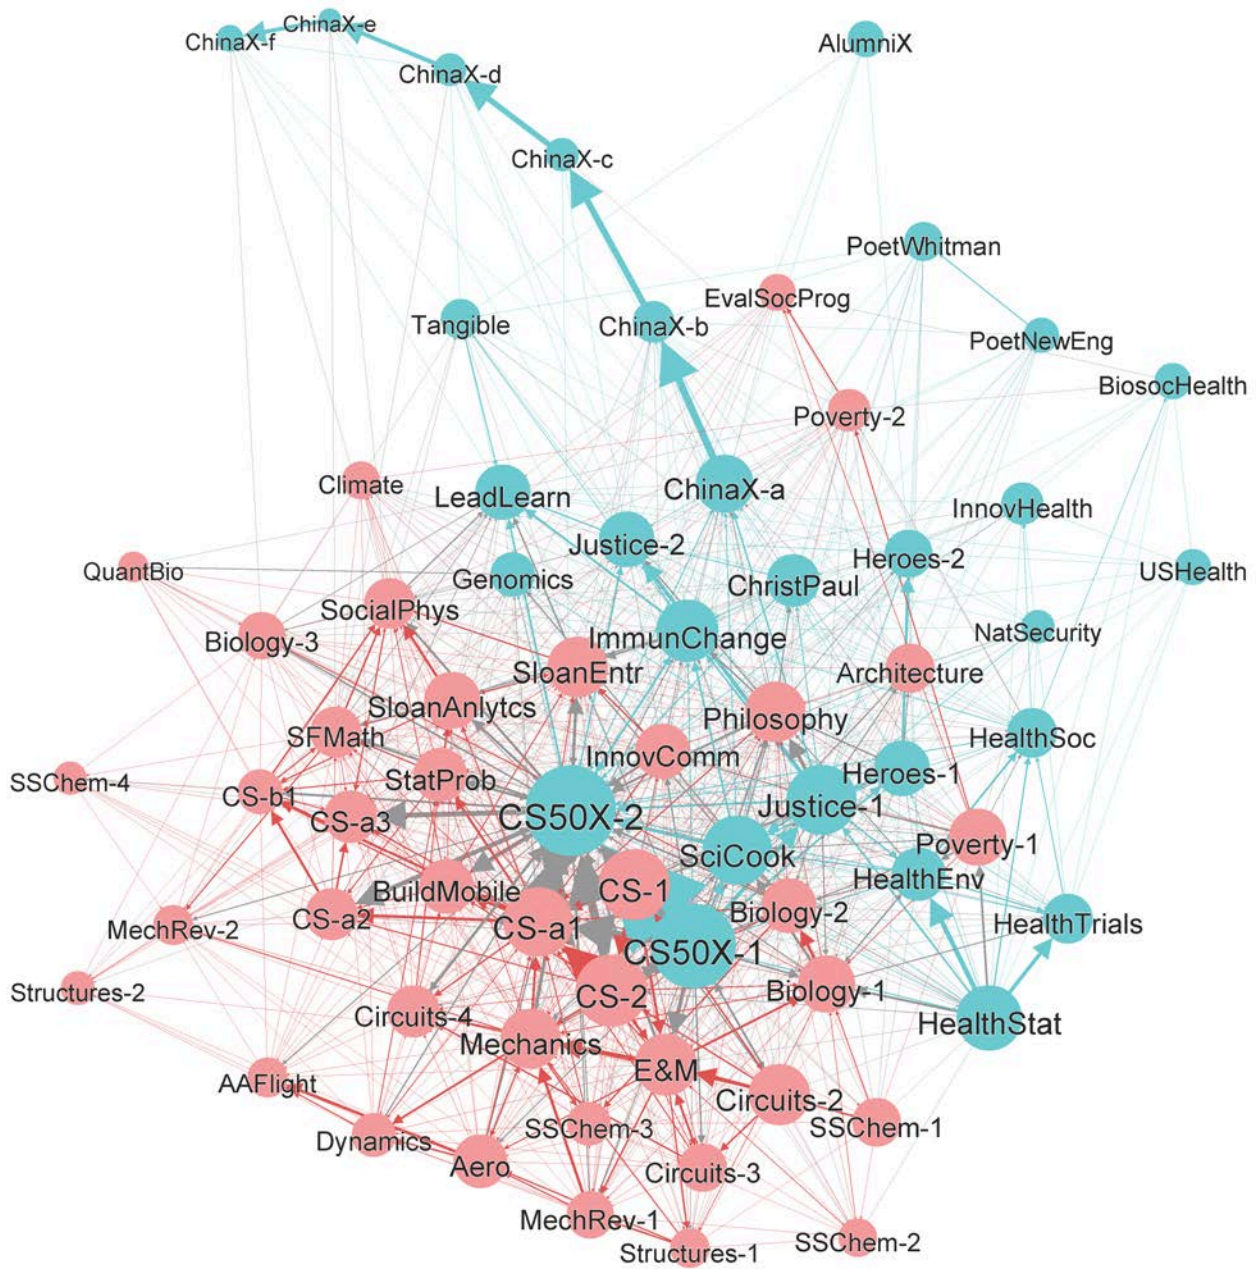 ChinaX-e
ChinaX-f
AlumniX
ChinaX-d
ChinaX-c
PoetWhitman
EvalSocProg
Tangible
ChinaX-b
PoetNewEng
BiosocHealth
Poverty-2
Climate
LeadLearn
ChinaX-a
InnovHealth
Justice-2
Heroes-2
QuantBio
Genomics
ChristPaul
USHealth
SocialPhys
Biology-3
ImmunChange
NatSecurity
SloanEntr
Architecture
SloanAnlytcs
Philosophy
SFMath
HealthSoc
InnovComm
SSChem-4
StatProb
Heroes-1
CS-b1
CS-a3
CS50X-2
Justice-1
Poverty-1
SciCook
BuildMobile
CS-1
HealthEnv
CS-a2
Biology-2
MechRev-2
CS-a1
HealthTrials
CS50X-1
Structures-2
CS-2
Biology-1
Circuits-4
HealthStat
Mechanics
AAFlight
E&M
Circuits-2
Dynamics
SSChem-3
SSChem-1
Aero
Circuits-3
MechRev-1
Structures-1
SSChem-2